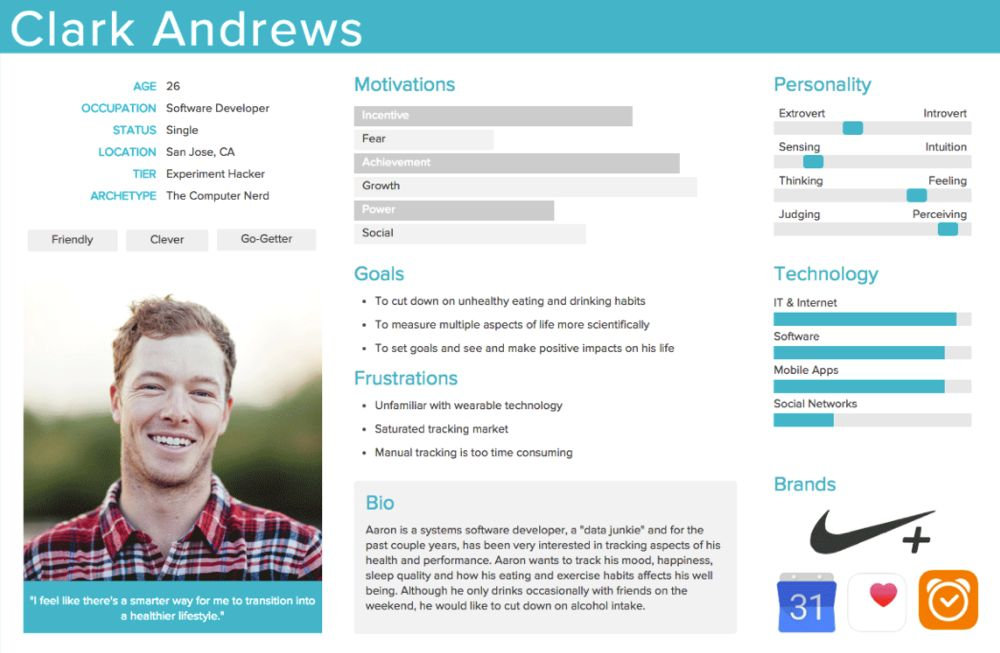 Clark Andrews
AGE 26
OCCUPATION Software Developer
STATUS Single
LOCATION San Jose, CA
TIER Experiment Hacker
ARCHETYPE The Computer Nerd
Friendly Clever Go-Getter
"I feel like there's a smarter way for me to transition into
a healthier lifestyle."
Motivations
Incentive
Fear
Achievement
Growth
Power
Social
Goals
• To cut down on unhealthy eating and drinking habits
• To measure multiple aspects of life more scientifically
• To set goals and see and make positive impacts on his life
Frustrations
• Unfamiliar with wearable technology
• Saturated tracking market
• Manual tracking is too time consuming
Bio
Aaron is a systems software developer, a "data junkie" and for the
past couple years, has been very interested in tracking aspects of his
health and performance. Aaron wants to track his mood, happiness,
sleep quality and how his eating and exercise habits affects his well
being. Although he only drinks occasionally with friends on the
weekend, he would like to cut down on alcohol intake.
Personality
Extrovert Introvert
Sensing Intuition
Thinking Feeling
Judging Perceiving
Technology
IT & Internet
Software
Mobile Apps
Social Networks
Brands
+
31